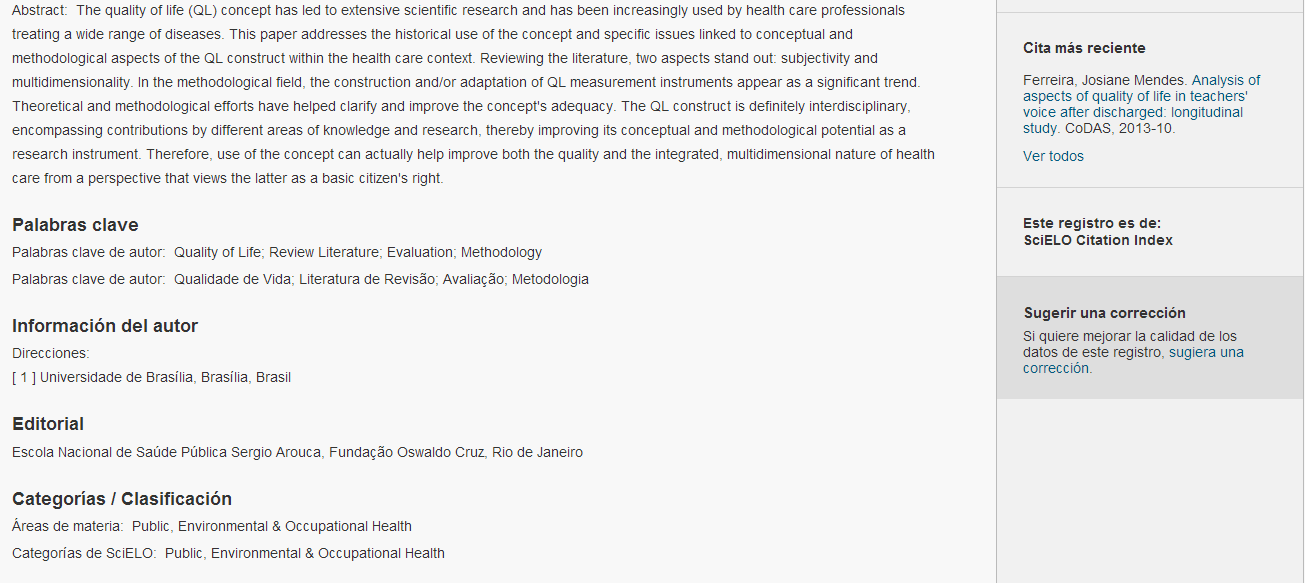 Abstract: The quality of life (QL) concept has led to extensive scientific research and has been increasingly used by health care professionals
treating a wide range of diseases. This paper addresses the historical use of the concept and specific issues linked to conceptual and
methodological aspects of the QL construct within the health care context. Reviewing the literature, two aspects stand out: subjectivity and
multidimensionality. In the methodological field, the construction and/or adaptation of QL measurement instruments appear as a significant trend.
Theoretical and methodological efforts have helped clarify and improve the concept's adequacy. The QL construct is definitely interdisciplinary,
encompassing contributions by different areas of knowledge and research, thereby improving its conceptual and methodological potential as a
research instrument. Therefore, use of the concept can actually help improve both the quality and the integrated, multidimensional nature of health
care from a perspective that views the latter as a basic citizen's right.
Palabras clave
Palabras clave de autor: Quality of Life; Review Literature; Evaluation; Methodology
Palabras clave de autor: Qualidade de Vida; Literatura de Revisão; Avaliação; Metodologia
Información del autor
Direcciones:
[ 1 ] Universidade de Brasília, Brasília, Brasil
Editorial
Escola Nacional de Saúde Pública Sergio Arouca, Fundação Oswaldo Cruz, Rio de Janeiro
Categorías / Clasificación
Áreas de materia: Public, Environmental & Occupational Health
Categorías de SciELO: Public, Environmental & Occupational Health
Cita más reciente
Ferreira, Josiane Mendes. Analysis of
aspects of quality of life in teachers'
voice after discharged: longitudinal
study. CoDAS, 2013-10.
Ver todos
Este registro es de:
SciELO Citation Index
Sugerir una corrección
Si quiere mejorar la calidad de los
datos de este registro, sugiera una
corrección.